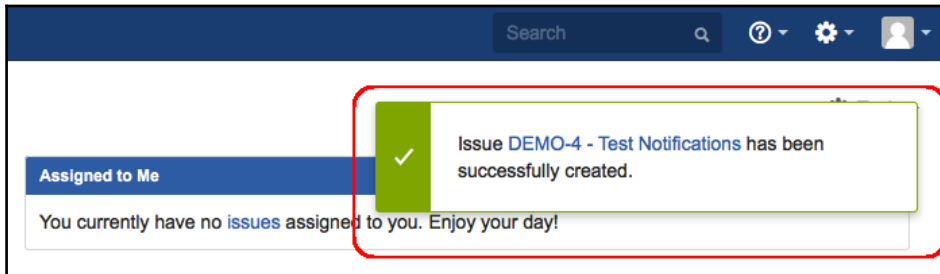 Search
Issue DEMO-4 - Test Notifications has been
successfully created.
Assigned to Me
You currently have no issues assigned to you. Enjoy your day!